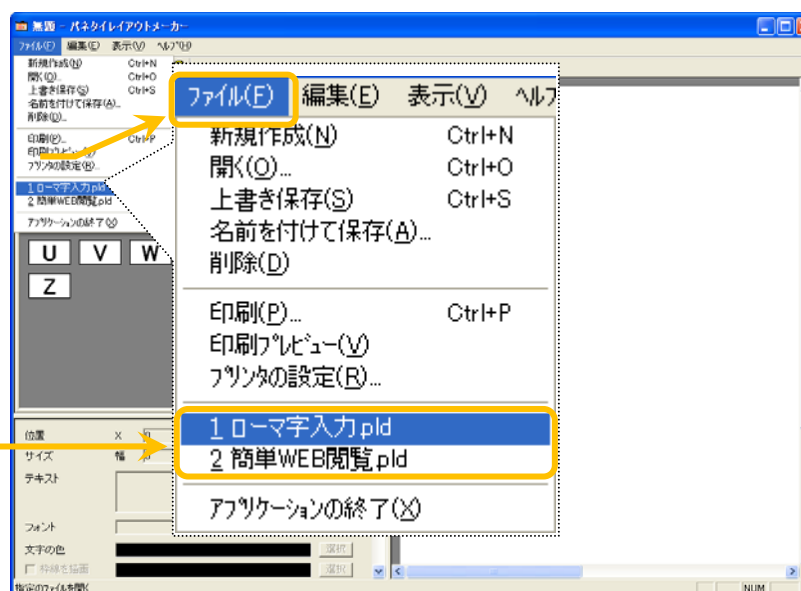 無題 - パネタイレイアウトメーカー
ファイル(F) 編集(E) 表示(V) ヘルプ(H)
新規作成(N) Ctrl+N
開く(O)... Ctrl+O
上書き保存(S) Ctrl+S
名前を付けて保存(A)...
削除(D)
印刷(P)... Ctrl+P
印刷プレビュー(V)
プリンタの設定(R)...
1 ローマ字入力.pld
2 簡単WEB閲覧.pld
アプリケーションの終了(X)
U V W
Z
ファイル(F) 編集(E) 表示(V) ヘルプ
新規作成(N) Ctrl+N
開く(O)... Ctrl+O
上書き保存(S) Ctrl+S
名前を付けて保存(A)...
削除(D)
印刷(P)... Ctrl+P
印刷プレビュー(V)
プリンタの設定(R)...
1 ローマ字入力.pld
2 簡単WEB閲覧.pld
アプリケーションの終了(X)
位置 X 0
サイズ 幅 0
テキスト
フォント
文字の色 選択
枠線を描画 選択
指定のファイルを開く NUM